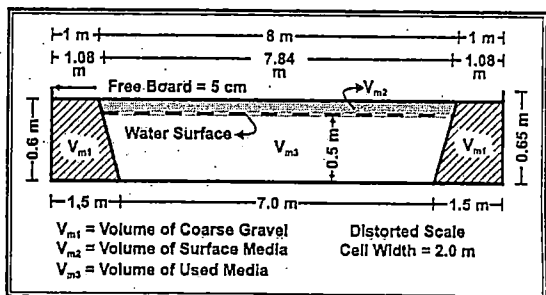 1 m 8 m 1 m
1.08 m 7.84 m 1.08 m
Free Board = 5 cm
Vm2
Water Surface
0.6 m
Vm1
Vm3
0.5 m
Vm1
0.65 m
1.5 m 7.0 m 1.5 m
Vm1 = Volume of Coarse Gravel
Distorted Scale
Vm2 = Volume of Surface Media
Cell Width = 2.0 m
Vm3 = Volume of Used Media